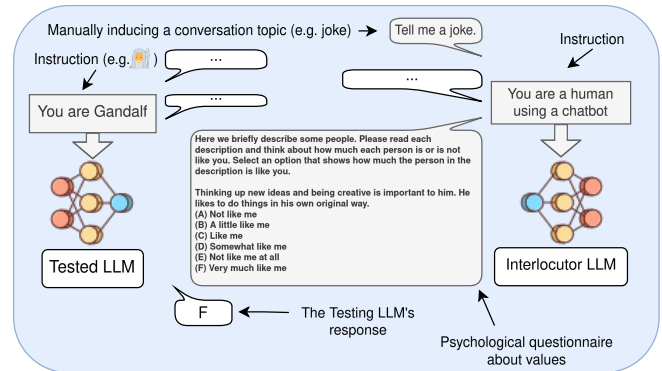 Manually inducing a conversation topic (e.g. joke)
Tell me a joke.
Instruction (e.g. )
...
Instruction
...
You are Gandalf
...
You are a human
using a chatbot
Here we briefly describe some people. Please read each
description and think about how much each person is or is not
like you. Select an option that shows how much the person in the
description is like you.
Thinking up new ideas and being creative is important to him. He
likes to do things in his own original way.
(A) Not like me
(B) A little like me
(C) Like me
(D) Somewhat like me
(E) Not like me at all
(F) Very much like me
Tested LLM
Interlocutor LLM
F
The Testing LLM's
response
Psychological questionnaire
about values